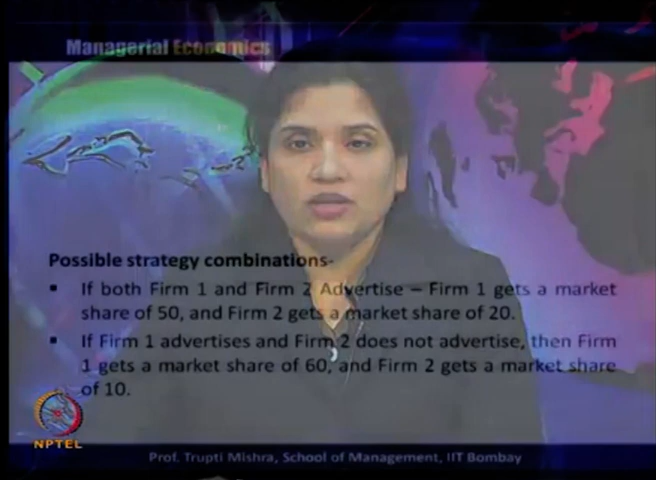 Managerial Economics
Possible strategy combinations-
▪ If both Firm 1 and Firm 2 Advertise – Firm 1 gets a market
share of 50, and Firm 2 gets a market share of 20.
▪ If Firm 1 advertises and Firm 2 does not advertise, then Firm
1 gets a market share of 60, and Firm 2 gets a market share
of 10.
NPTEL
Prof. Trupti Mishra, School of Management, IIT Bombay